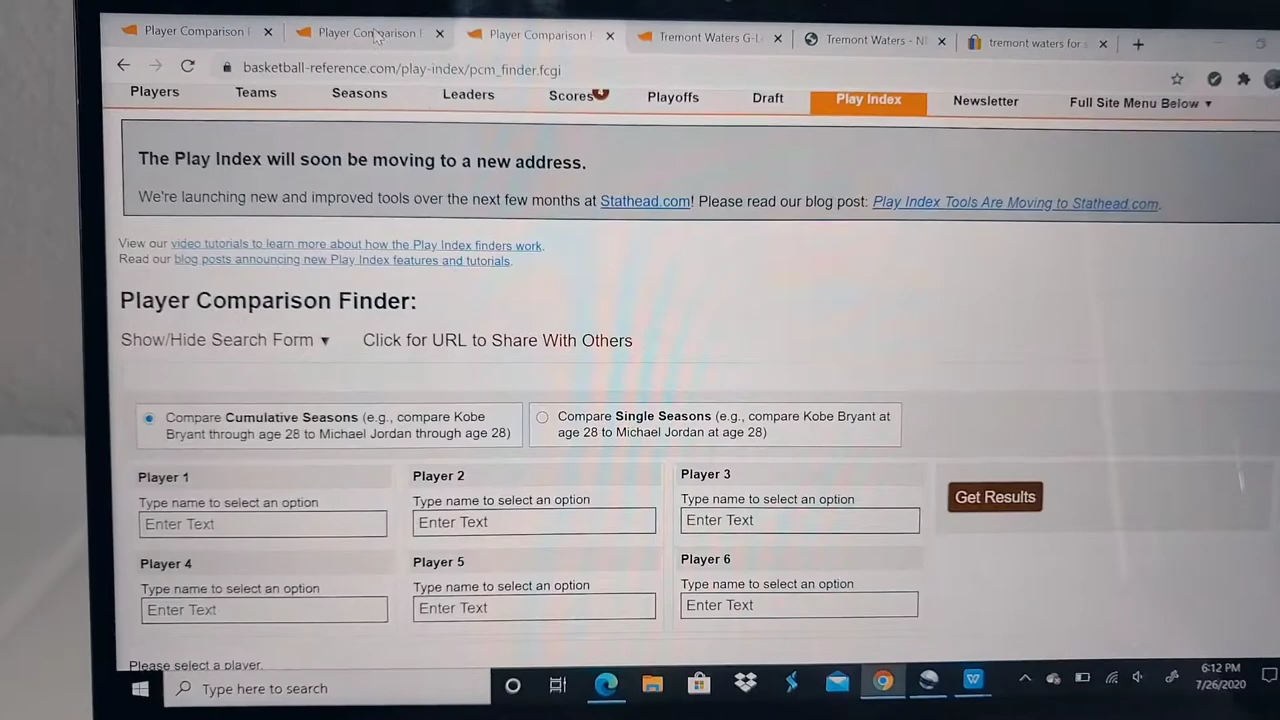 Player Comparison F
Player Comparison F
Player Comparison F
Tremont Waters G-L
Tremont Waters - N
tremont waters for s
basketball-reference.com/play-index/pcm_finder.fcgi
Players Teams Seasons Leaders Scores Playoffs Draft Play Index Newsletter Full Site Menu Below ▼
The Play Index will soon be moving to a new address.
We're launching new and improved tools over the next few months at Stathead.com! Please read our blog post: Play Index Tools Are Moving to Stathead.com.
View our video tutorials to learn more about how the Play Index finders work.
Read our blog posts announcing new Play Index features and tutorials.
Player Comparison Finder:
Show/Hide Search Form ▼ Click for URL to Share With Others
Compare Cumulative Seasons (e.g., compare Kobe
Bryant through age 28 to Michael Jordan through age 28)
Compare Single Seasons (e.g., compare Kobe Bryant at
age 28 to Michael Jordan at age 28)
Player 1 Player 2 Player 3
Type name to select an option Type name to select an option Type name to select an option
Enter Text Enter Text Enter Text
Get Results
Player 4 Player 5 Player 6
Type name to select an option Type name to select an option Type name to select an option
Enter Text Enter Text Enter Text
Please select a player.
Type here to search
6:12 PM
7/26/2020